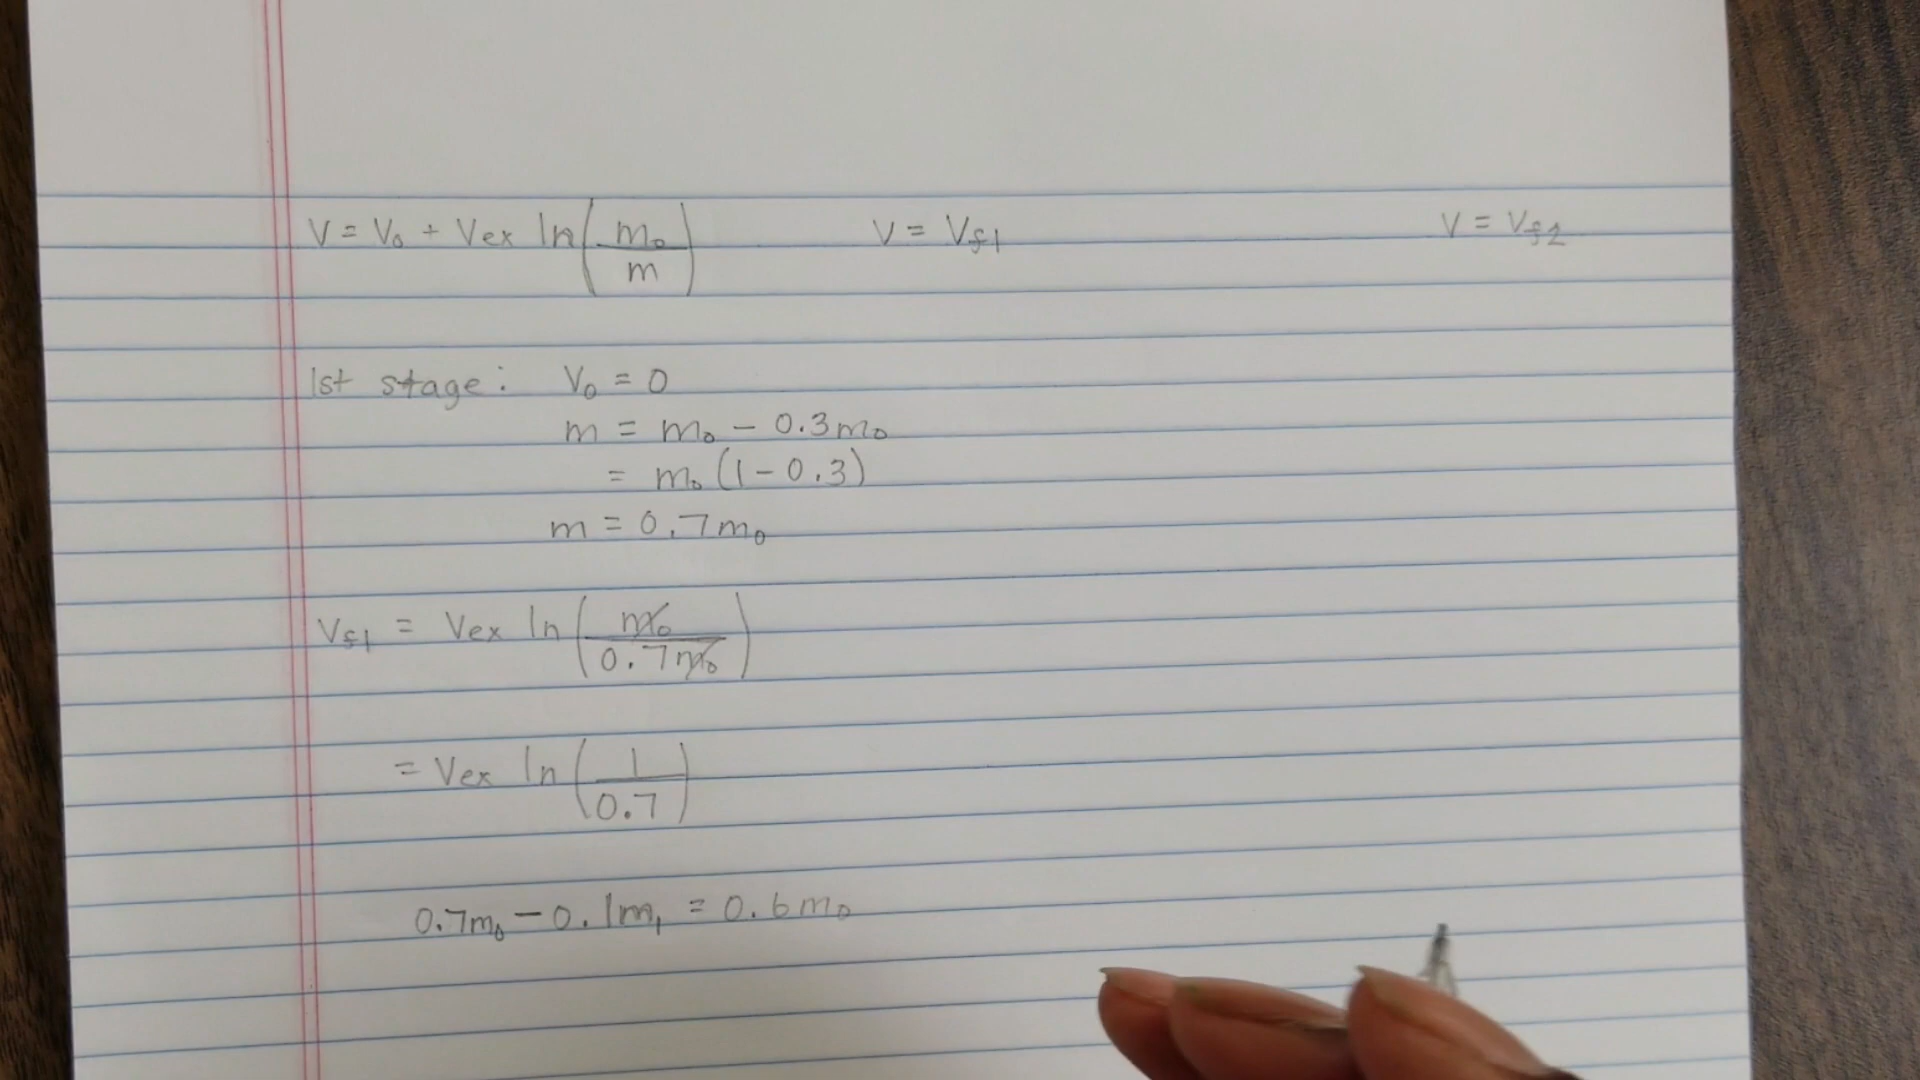 V = V₀ + Vex ln(m₀/m) V = Vf1 V = Vf2
1st stage: V₀ = 0
m = m₀ - 0.3m₀
= m₀(1-0.3)
m = 0.7m₀
Vf1 = Vex ln(m₀/0.7m₀)
= Vex ln(1/0.7)
0.7m₀ - 0.1m₁ = 0.6m₀